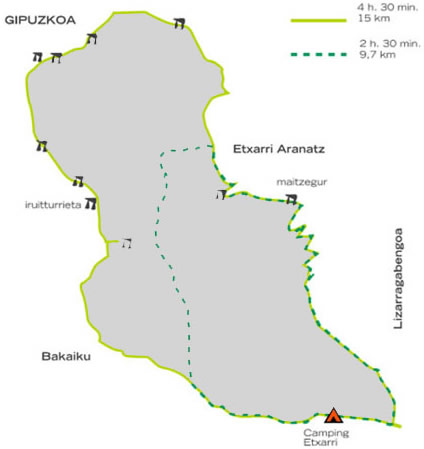 GIPUZKOA
4 h. 30 min.
15 km
2 h. 30 min.
9,7 km
Etxarri Aranatz
maitzegur
iruitturrieta
Lizarragabengoa
Bakaiku
Camping
Etxarri